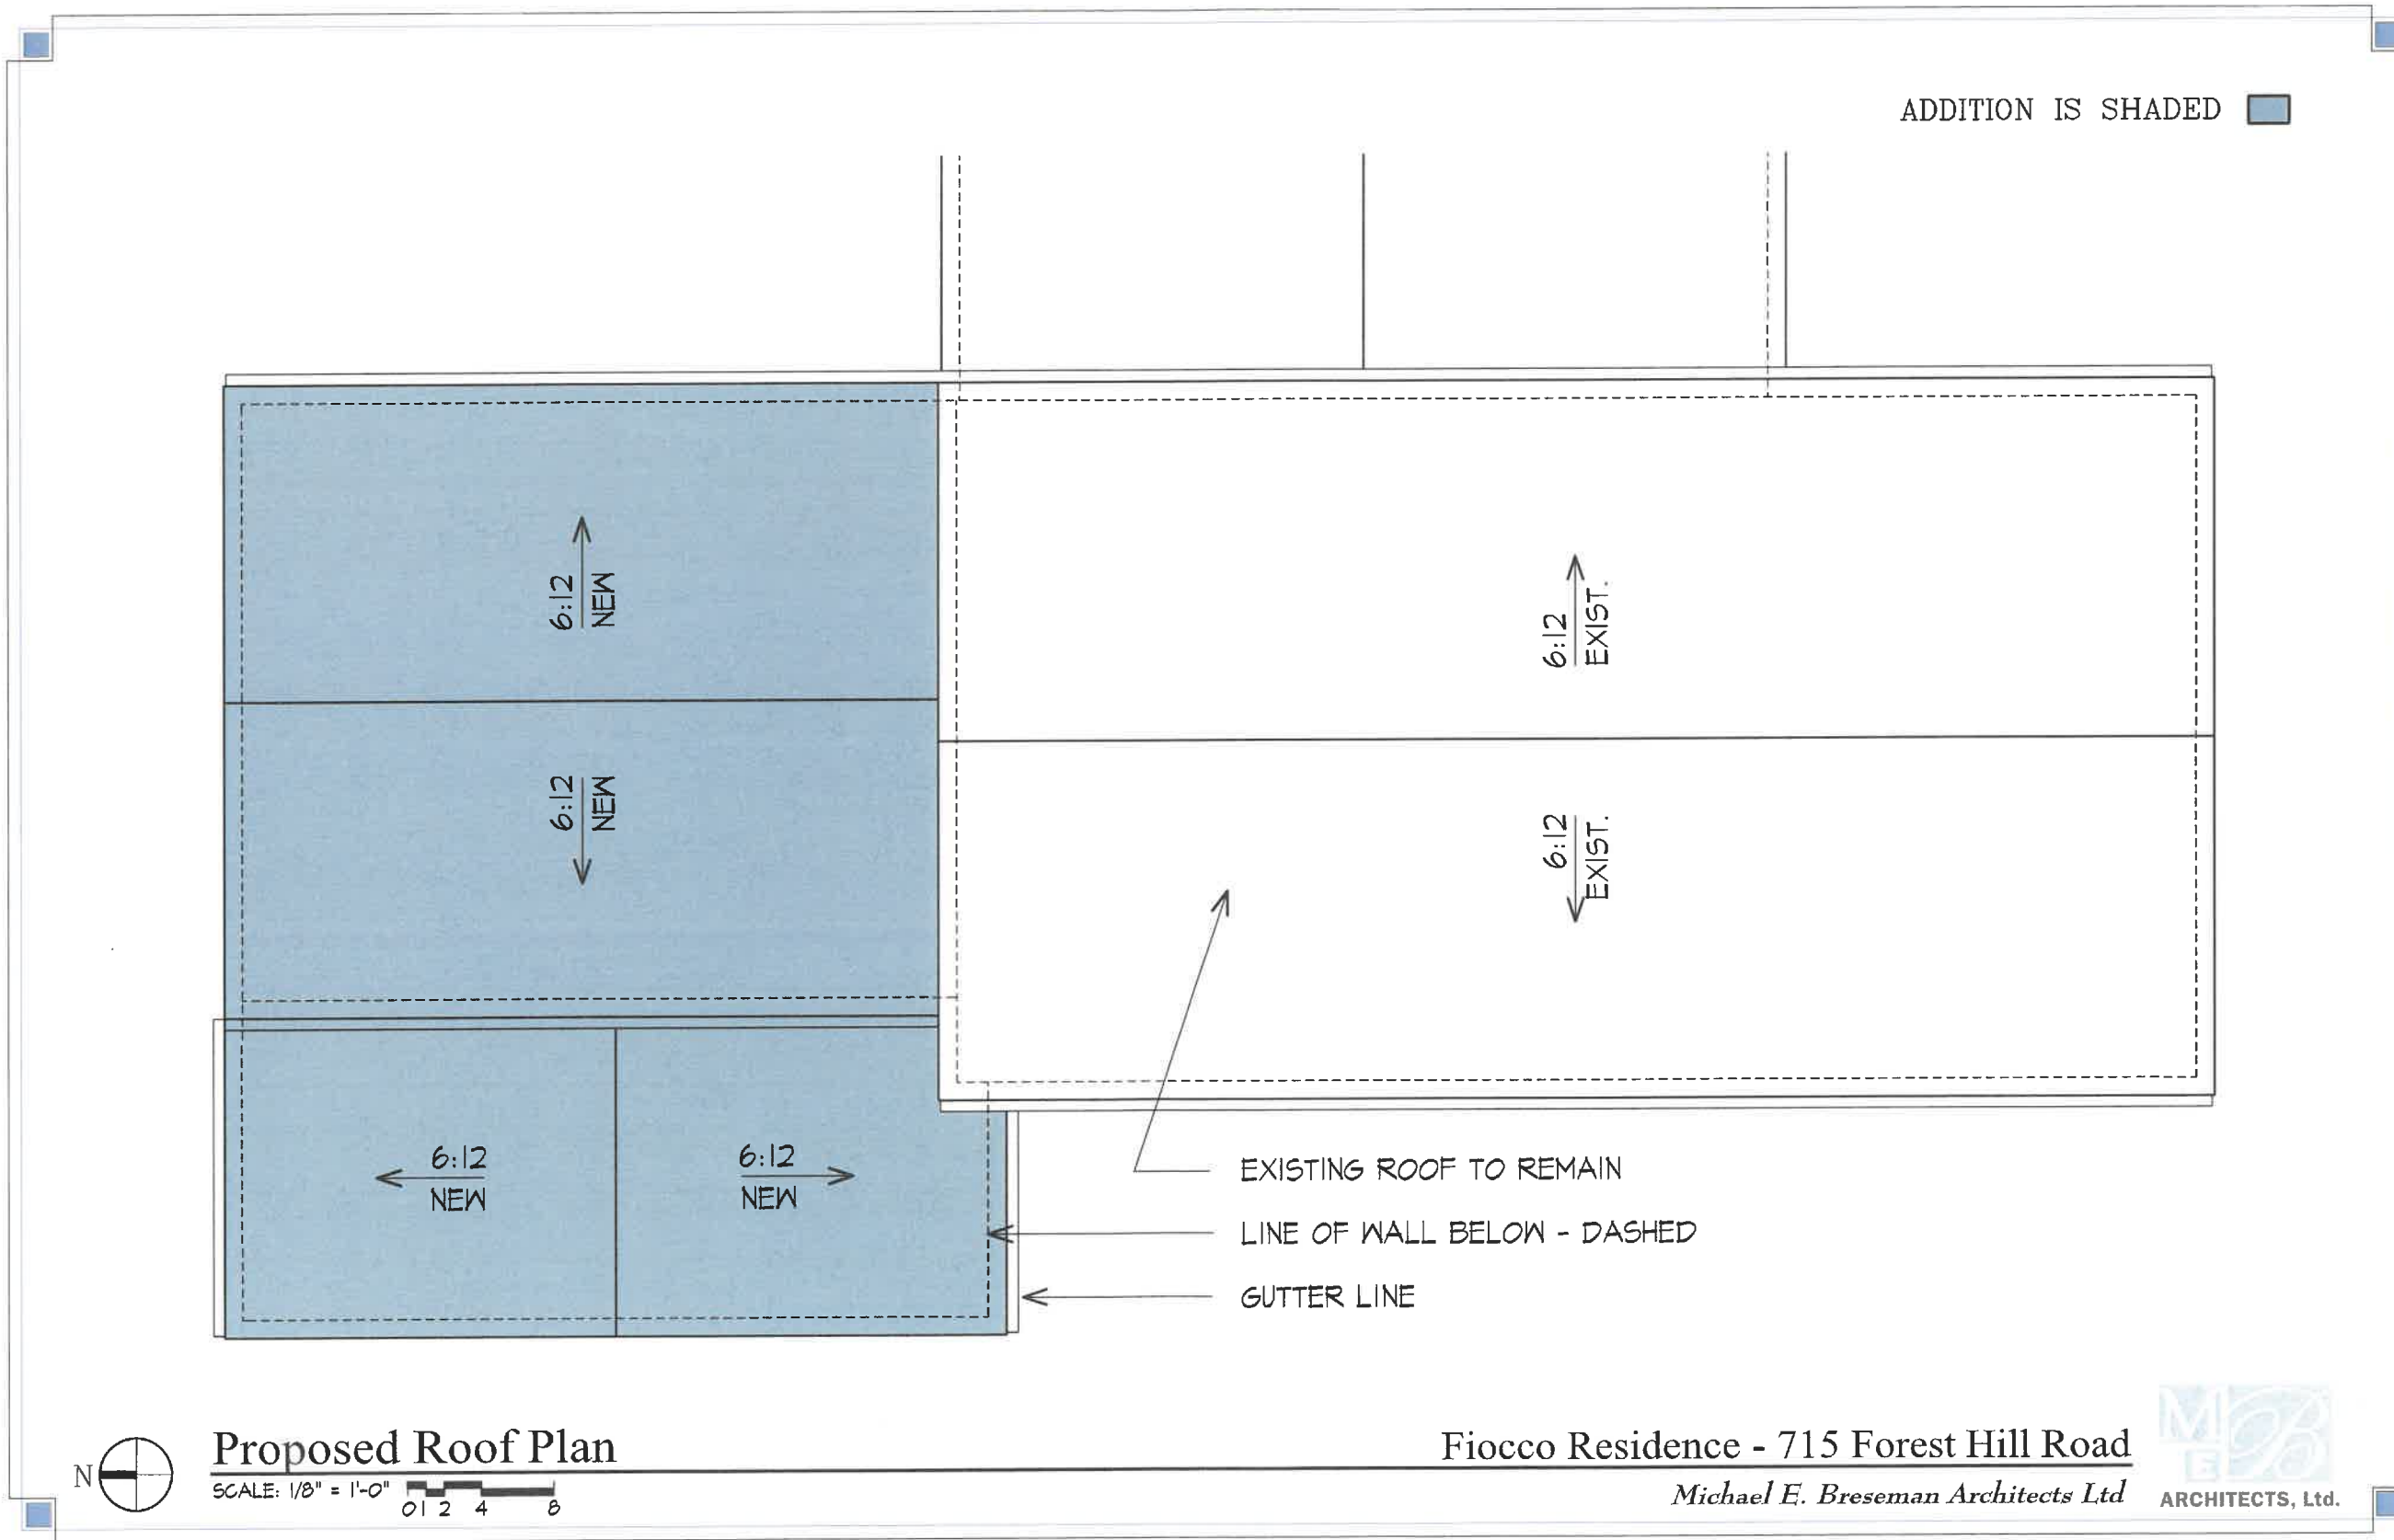 ADDITION IS SHADED
6:12
NEW
6:12
EXIST.
6:12
NEW
6:12
EXIST.
6:12
NEW
6:12
NEW
EXISTING ROOF TO REMAIN
LINE OF WALL BELOW - DASHED
GUTTER LINE
N
Proposed Roof Plan
SCALE: 1/8" = 1'-0"
0 1 2 4 8
Fiocco Residence - 715 Forest Hill Road
Michael E. Breseman Architects Ltd
M B
E
ARCHITECTS, Ltd.